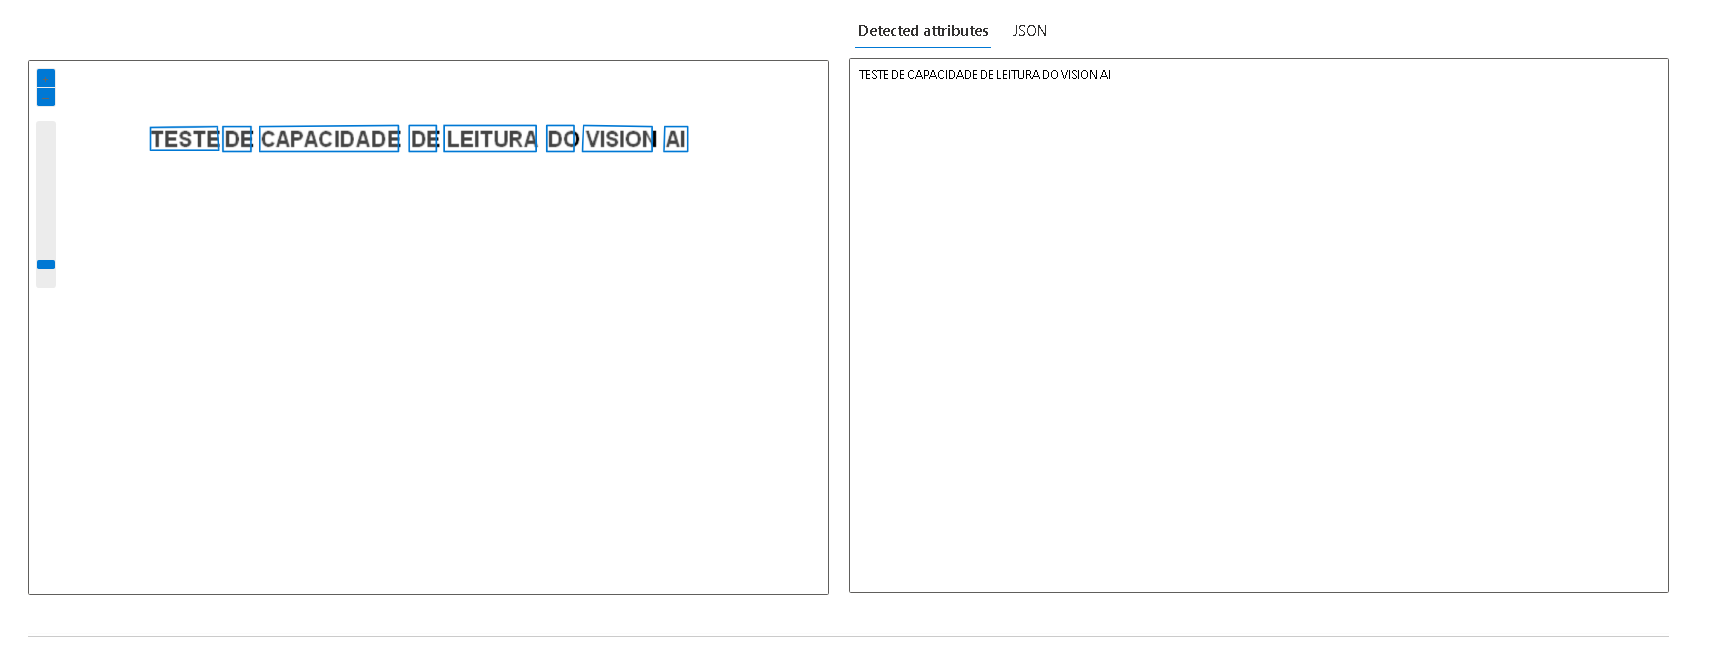 Detected attributes JSON
TESTE DE CAPACIDADE DE LEITURA DO VISION AI
TESTE DE CAPACIDADE DE LEITURA DO VISION AI